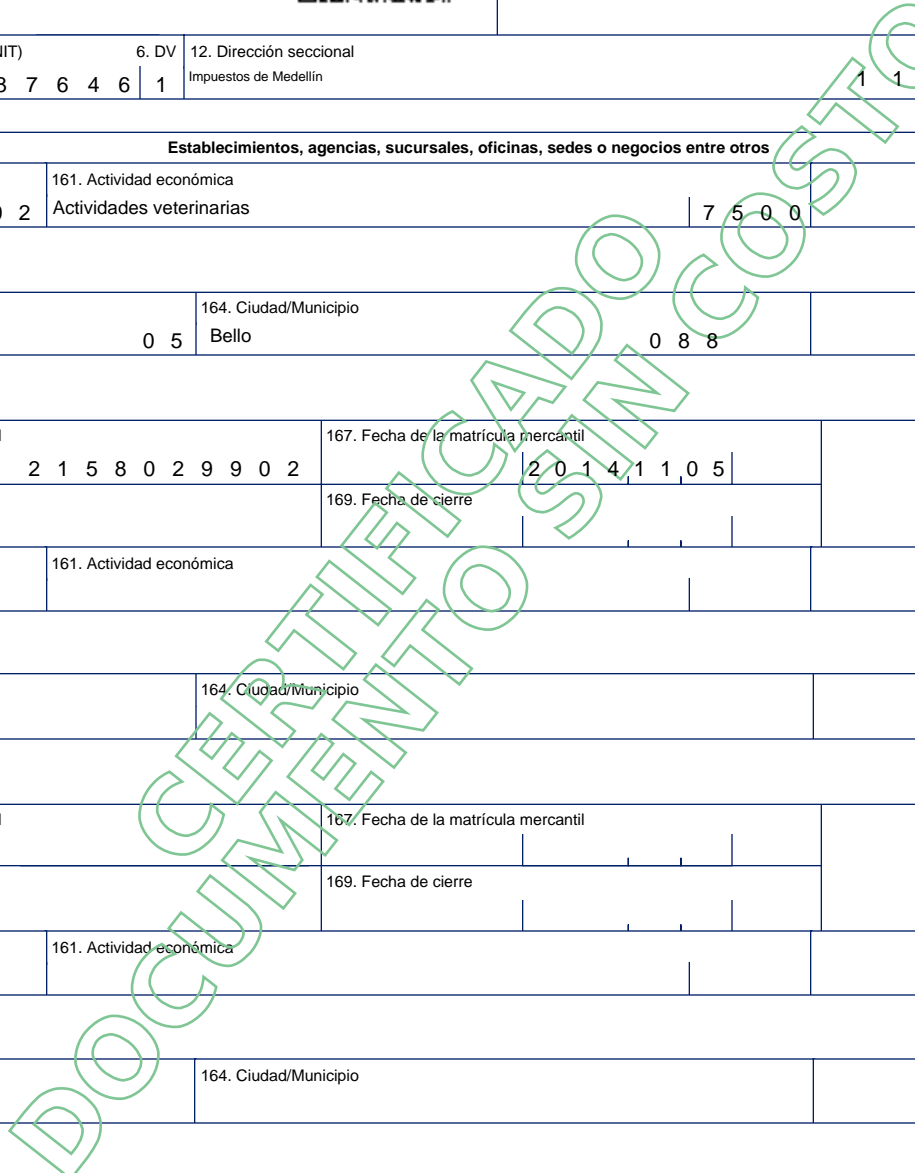 6. DV 12. Dirección seccional
7 6 4 6 1 Impuestos de Medellín 1 1
Establecimientos, agencias, sucursales, oficinas, sedes o negocios entre otros
161. Actividad económica
2 Actividades veterinarias 7 5 0 0
164. Ciudad/Municipio
0 5 Bello 0 8 8
167. Fecha de la matrícula mercantil
2 1 5 8 0 2 9 9 0 2 2 0 1 4 1 1 0 5
169. Fecha de cierre
161. Actividad económica
164. Ciudad/Municipio
167. Fecha de la matrícula mercantil
169. Fecha de cierre
161. Actividad económica
164. Ciudad/Municipio
CERTIFICADO
DOCUMENTO SIN COSTO